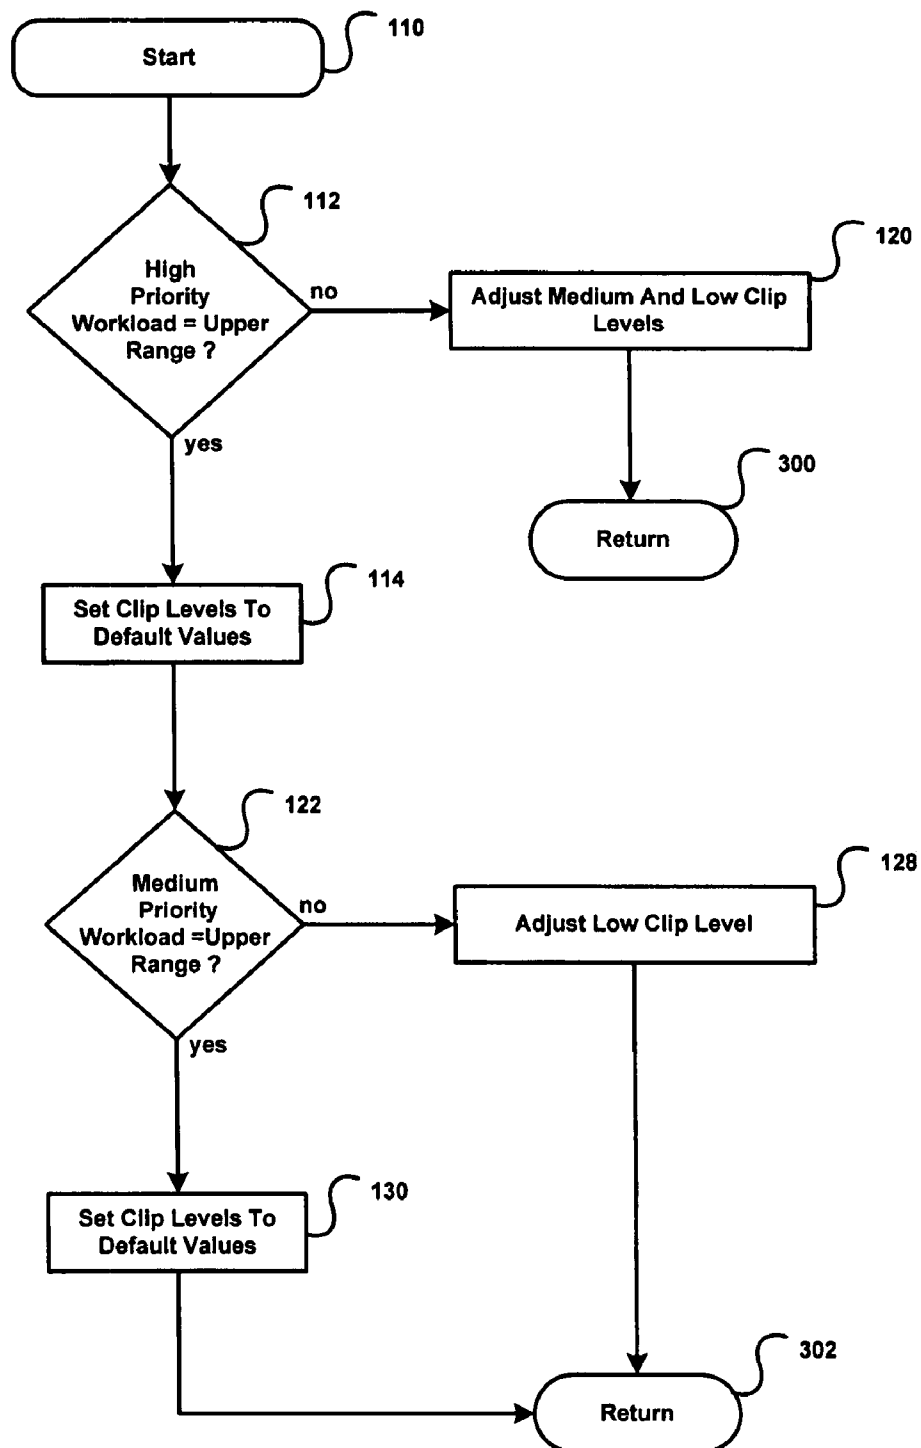 110
Start
112
High
Priority
Workload = Upper
Range ?
no
120
Adjust Medium And Low Clip
Levels
yes
300
Return
114
Set Clip Levels To
Default Values
122
Medium
Priority
Workload =Upper
Range ?
no
128
Adjust Low Clip Level
yes
130
Set Clip Levels To
Default Values
302
Return